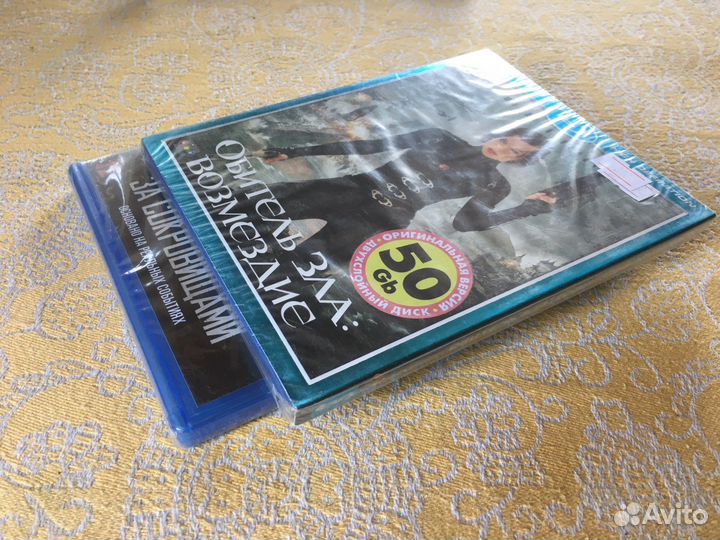 ОБИТЕЛЬ ЗЛА:
ВОЗМЕЗДИЕ
ОРИГИНАЛЬНАЯ ВЕРСИЯ
50
Gb
ДВУХСЛОЙНЫЙ ДИСК
ЗА СОКРОВИЩАМИ
ОСНОВАНО НА РЕАЛЬНЫХ СОБЫТИЯХ
Avito